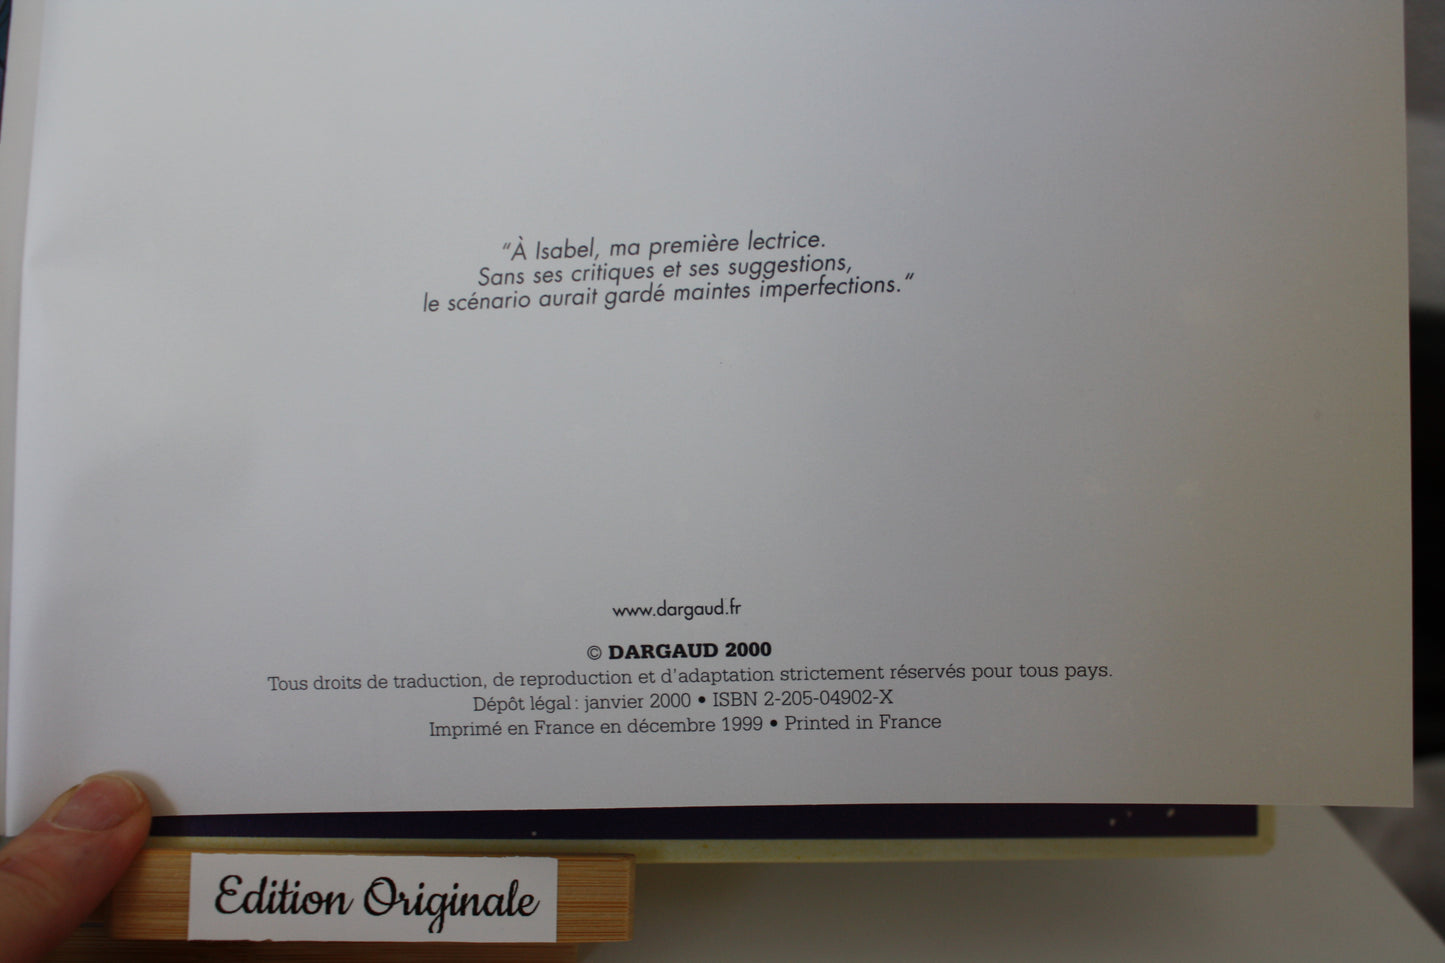 “À Isabel, ma première lectrice.
Sans ses critiques et ses suggestions,
le scénario aurait gardé maintes imperfections.”
www.dargaud.fr
© DARGAUD 2000
Tous droits de traduction, de reproduction et d'adaptation strictement réservés pour tous pays.
Dépôt légal : janvier 2000 • ISBN 2-205-04902-X
Imprimé en France en décembre 1999 • Printed in France
Edition Originale